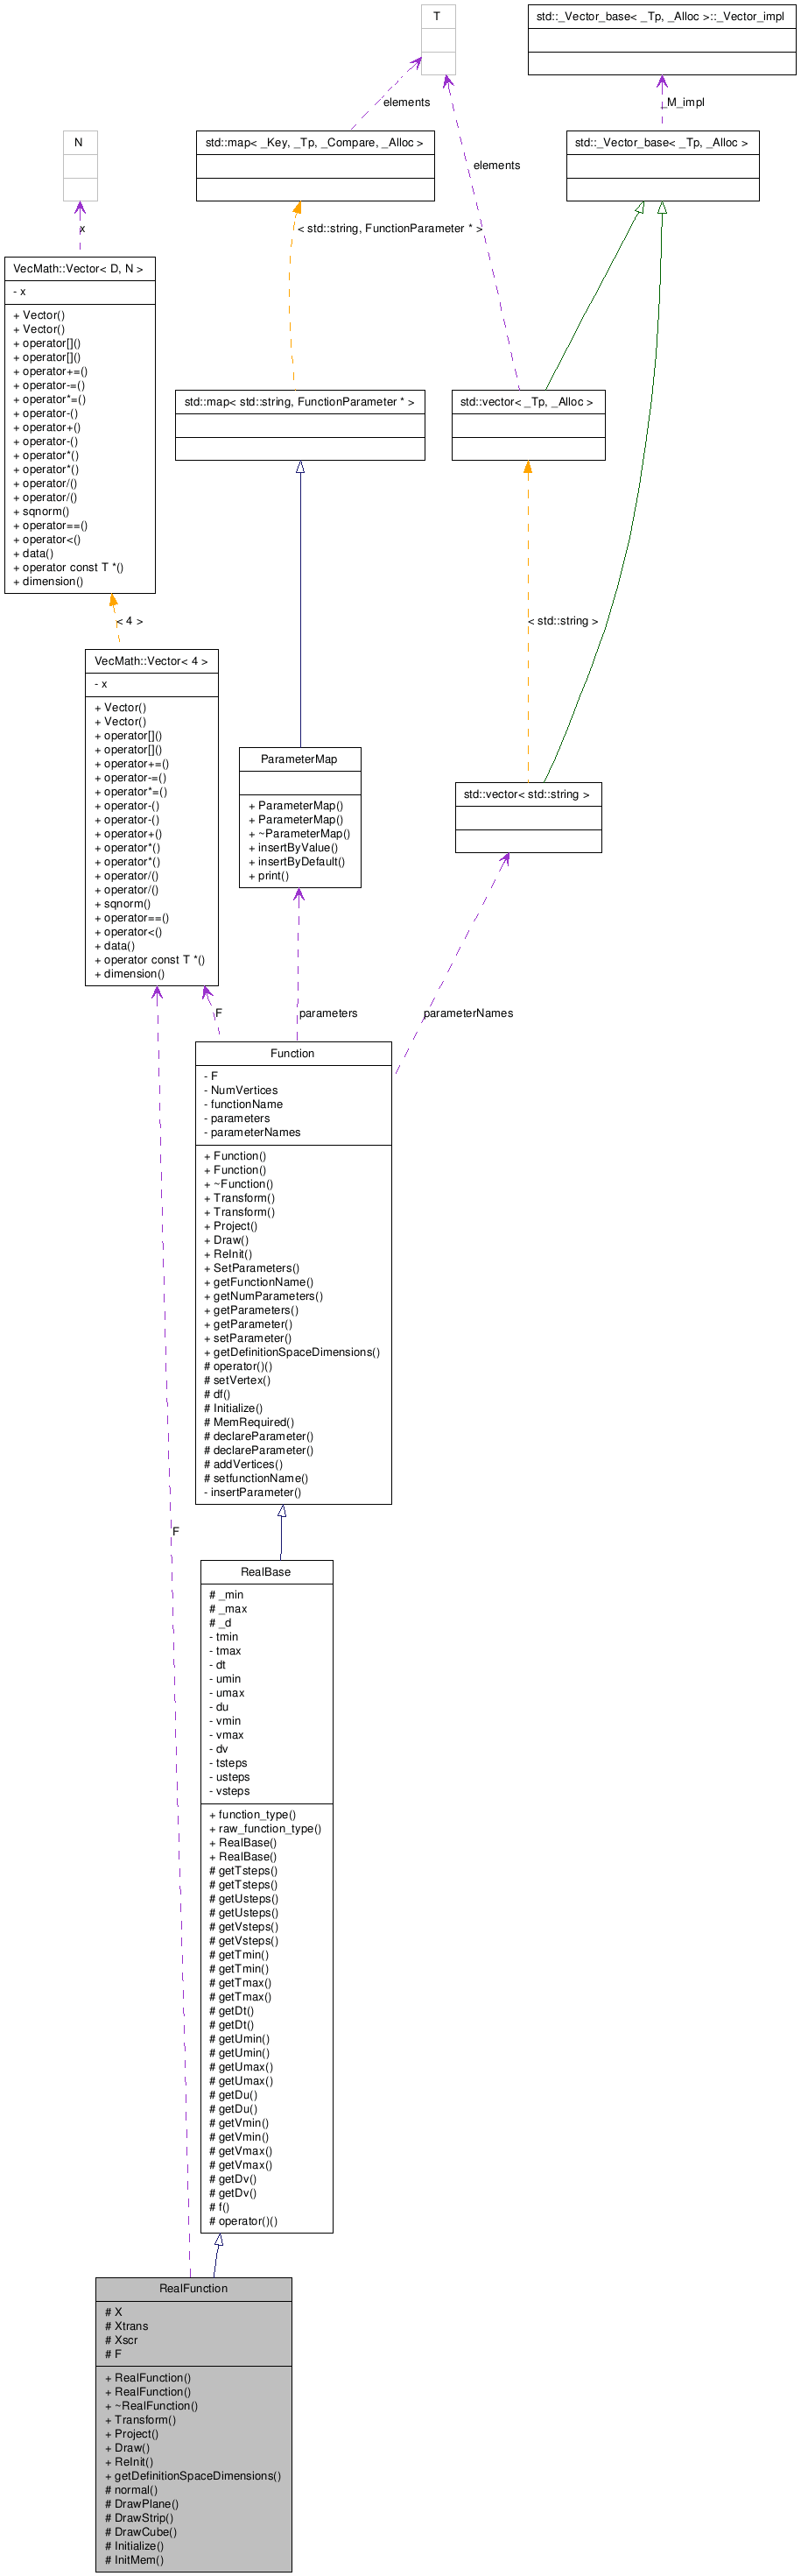 T
std::_Vector_base< _Tp, _Alloc >::_Vector_impl
elements
_M_impl
N
std::map< _Key, _Tp, _Compare, _Alloc >
std::_Vector_base< _Tp, _Alloc >
elements
x
< std::string, FunctionParameter * >
VecMath::Vector< D, N >
- x
+ Vector()
+ Vector()
+ operator[]()
+ operator[]()
+ operator+=()
+ operator-=()
+ operator*=()
+ operator-()
+ operator+()
+ operator-()
+ operator*()
+ operator*()
+ operator/()
+ operator/()
+ sqnorm()
+ operator==()
+ operator<()
+ data()
+ operator const T *()
+ dimension()
std::map< std::string, FunctionParameter * >
std::vector< _Tp, _Alloc >
< 4 >
< std::string >
VecMath::Vector< 4 >
- x
+ Vector()
+ Vector()
+ operator[]()
+ operator[]()
+ operator+=()
+ operator-=()
+ operator*=()
+ operator-()
+ operator-()
+ operator+()
+ operator*()
+ operator*()
+ operator/()
+ operator/()
+ sqnorm()
+ operator==()
+ operator<()
+ data()
+ operator const T *()
+ dimension()
ParameterMap
+ ParameterMap()
+ ParameterMap()
+ ~ParameterMap()
+ insertByValue()
+ insertByDefault()
+ print()
std::vector< std::string >
F
parameters
parameterNames
Function
- F
- NumVertices
- functionName
- parameters
- parameterNames
+ Function()
+ Function()
+ ~Function()
+ Transform()
+ Transform()
+ Project()
+ Draw()
+ ReInit()
+ SetParameters()
+ getFunctionName()
+ getNumParameters()
+ getParameters()
+ getParameter()
+ setParameter()
+ getDefinitionSpaceDimensions()
# operator()()
# setVertex()
# df()
# Initialize()
# MemRequired()
# declareParameter()
# declareParameter()
# addVertices()
# setfunctionName()
- insertParameter()
F
RealBase
# _min
# _max
# _d
- tmin
- tmax
- dt
- umin
- umax
- du
- vmin
- vmax
- dv
- tsteps
- usteps
- vsteps
+ function_type()
+ raw_function_type()
+ RealBase()
+ RealBase()
# getTsteps()
# getTsteps()
# getUsteps()
# getUsteps()
# getVsteps()
# getVsteps()
# getTmin()
# getTmin()
# getTmax()
# getTmax()
# getDt()
# getDt()
# getUmin()
# getUmin()
# getUmax()
# getUmax()
# getDu()
# getDu()
# getVmin()
# getVmin()
# getVmax()
# getVmax()
# getDv()
# getDv()
# f()
# operator()()
RealFunction
# X
# Xtrans
# Xscr
# F
+ RealFunction()
+ RealFunction()
+ ~RealFunction()
+ Transform()
+ Project()
+ Draw()
+ ReInit()
+ getDefinitionSpaceDimensions()
# normal()
# DrawPlane()
# DrawStrip()
# DrawCube()
# Initialize()
# InitMem()